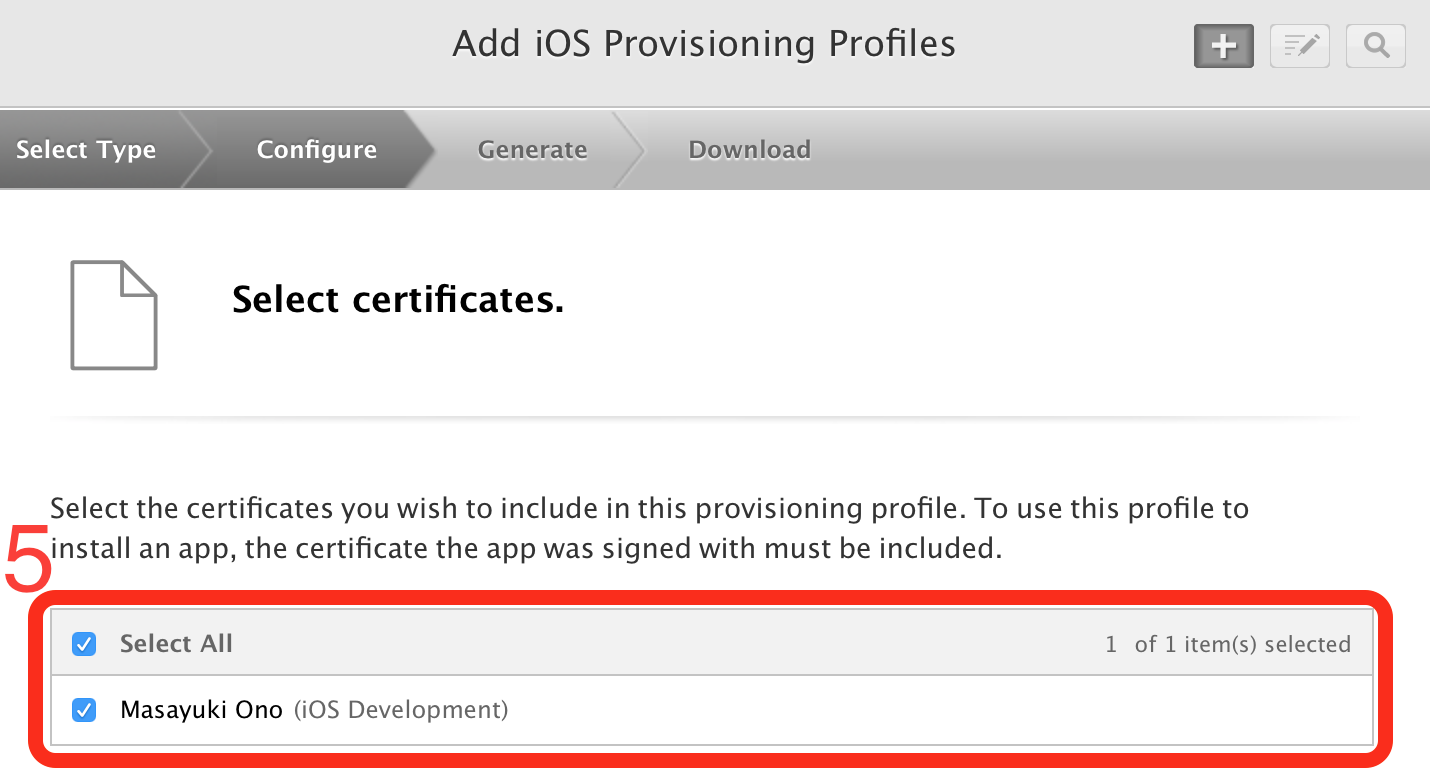 Add iOS Provisioning Profiles
Select Type
Configure
Generate
Download
Select certificates.
Select the certificates you wish to include in this provisioning profile. To use this profile to
install an app, the certificate the app was signed with must be included.
5
Select All 1 of 1 item(s) selected
Masayuki Ono (iOS Development)